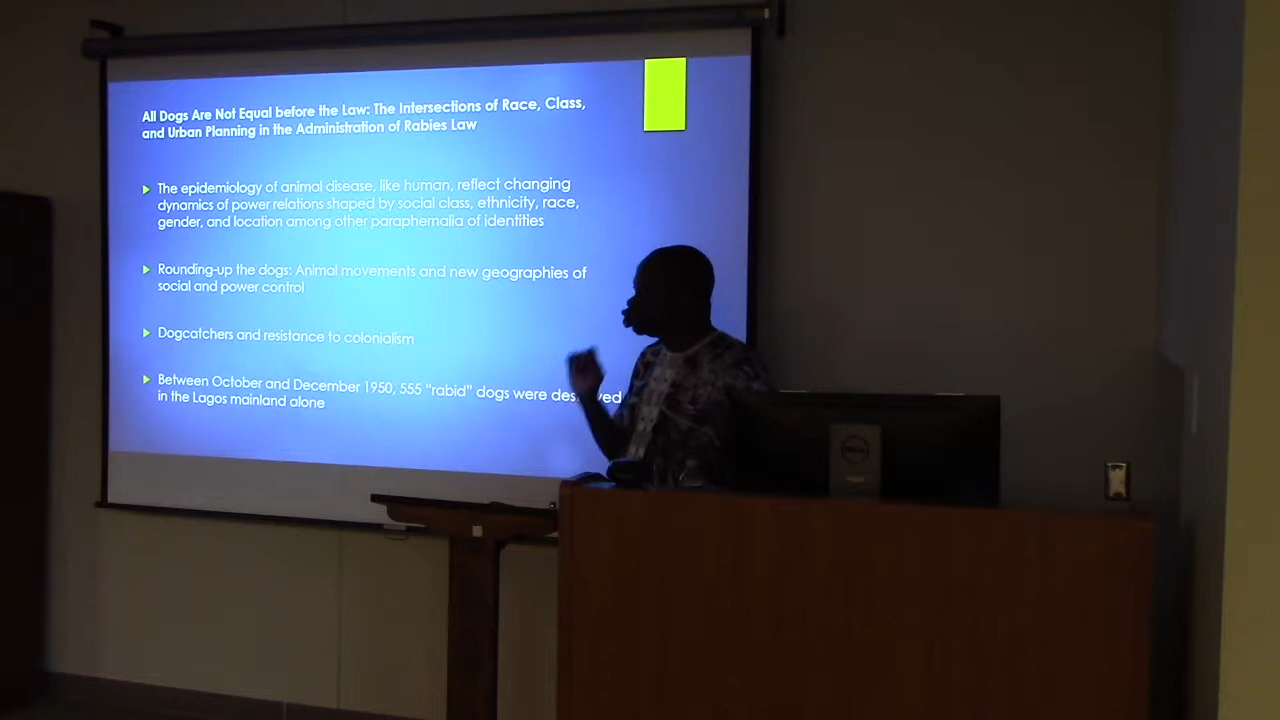 All Dogs Are Not Equal before the Law: The Intersections of Race, Class,
and Urban Planning in the Administration of Rabies Law
The epidemiology of animal disease, like human, reflect changing
dynamics of power relations shaped by social class, ethnicity, race,
gender, and location among other paraphernalia of identities
Rounding-up the dogs: Animal movements and new geographies of
social and power control
Dogcatchers and resistance to colonialism
Between October and December 1950, 555 “rabid” dogs were
in the Lagos mainland alone
DELL